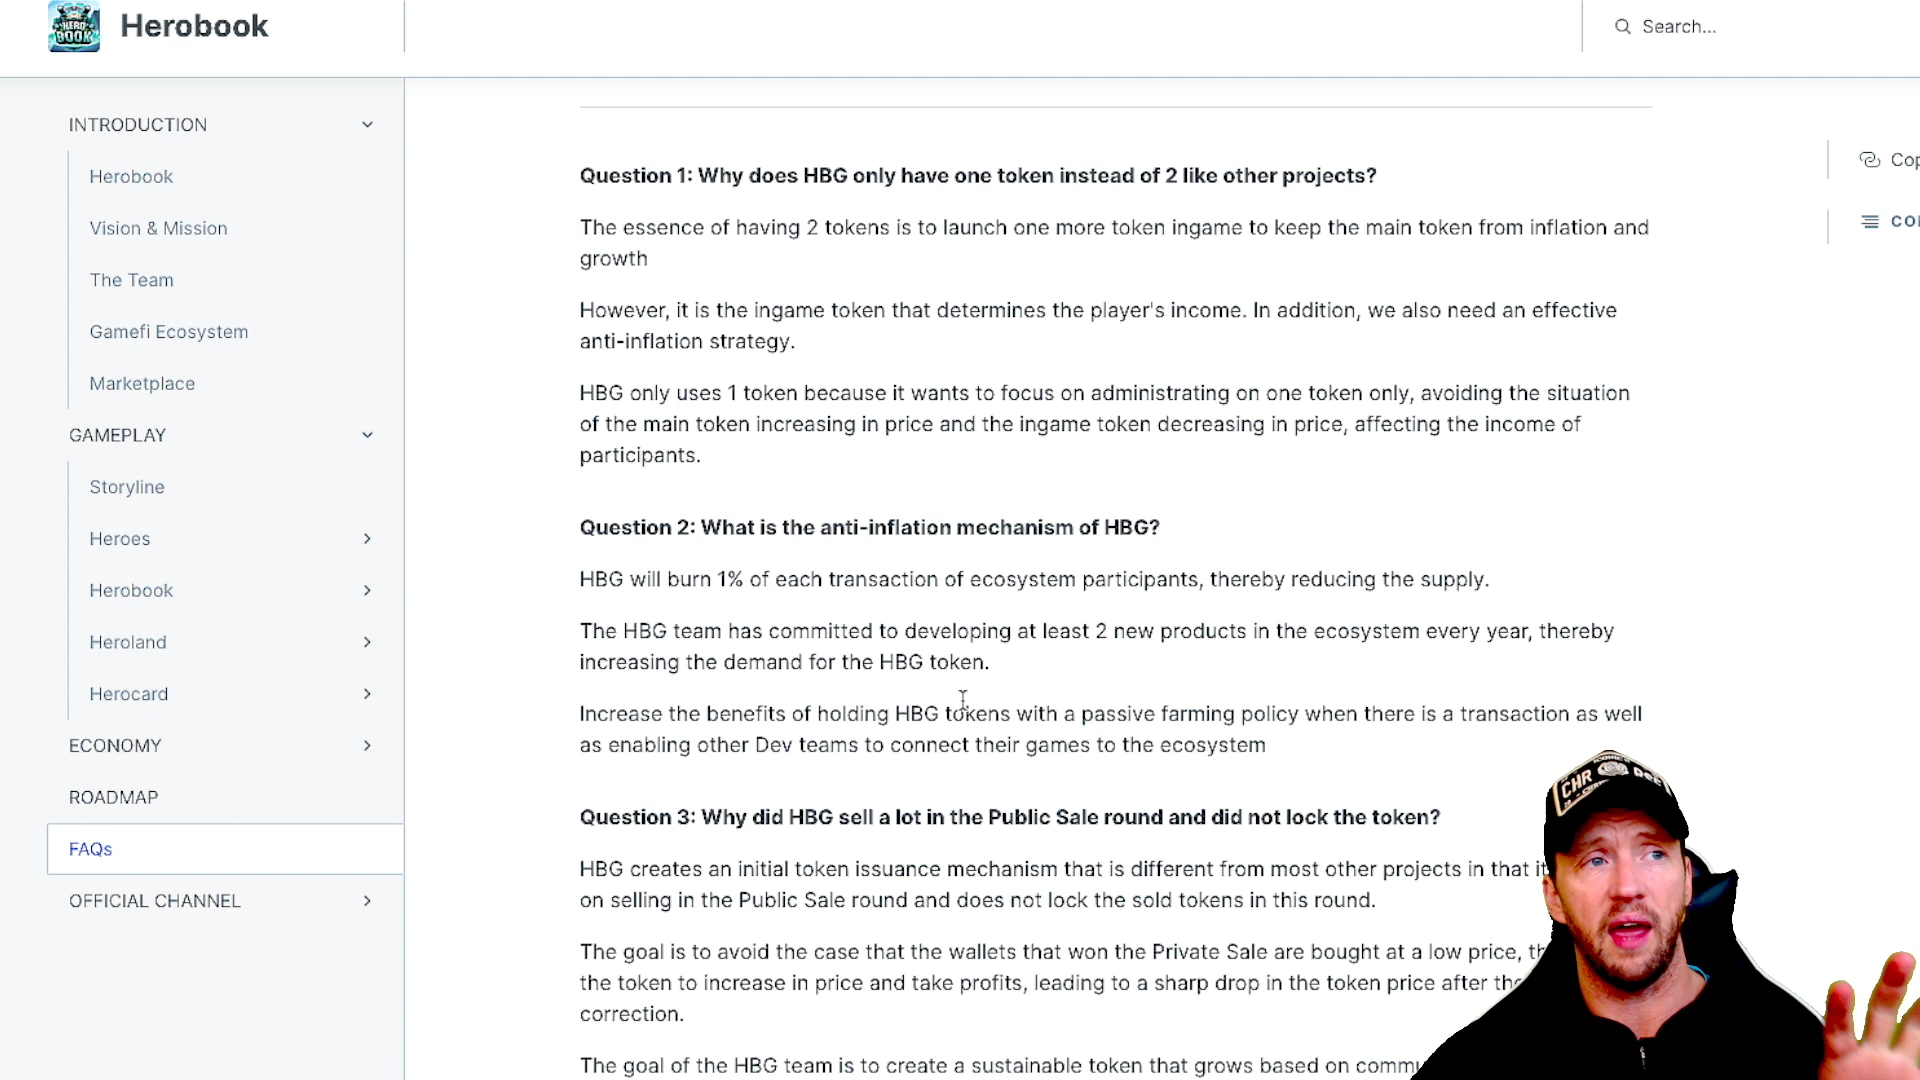 HERO
BOOK
Herobook
Search...
INTRODUCTION
Herobook
Vision & Mission
The Team
Gamefi Ecosystem
Marketplace
GAMEPLAY
Storyline
Heroes
Herobook
Heroland
Herocard
ECONOMY
ROADMAP
FAQs
OFFICIAL CHANNEL
Question 1: Why does HBG only have one token instead of 2 like other projects?
The essence of having 2 tokens is to launch one more token ingame to keep the main token from inflation and
growth
However, it is the ingame token that determines the player's income. In addition, we also need an effective
anti-inflation strategy.
HBG only uses 1 token because it wants to focus on administrating on one token only, avoiding the situation
of the main token increasing in price and the ingame token decreasing in price, affecting the income of
participants.
Question 2: What is the anti-inflation mechanism of HBG?
HBG will burn 1% of each transaction of ecosystem participants, thereby reducing the supply.
The HBG team has committed to developing at least 2 new products in the ecosystem every year, thereby
increasing the demand for the HBG token.
Increase the benefits of holding HBG tokens with a passive farming policy when there is a transaction as well
as enabling other Dev teams to connect their games to the ecosystem
Question 3: Why did HBG sell a lot in the Public Sale round and did not lock the token?
HBG creates an initial token issuance mechanism that is different from most other projects in that it
on selling in the Public Sale round and does not lock the sold tokens in this round.
The goal is to avoid the case that the wallets that won the Private Sale are bought at a low price,
the token to increase in price and take profits, leading to a sharp drop in the token price after
correction.
The goal of the HBG team is to create a sustainable token that grows based on
Cop
CHR